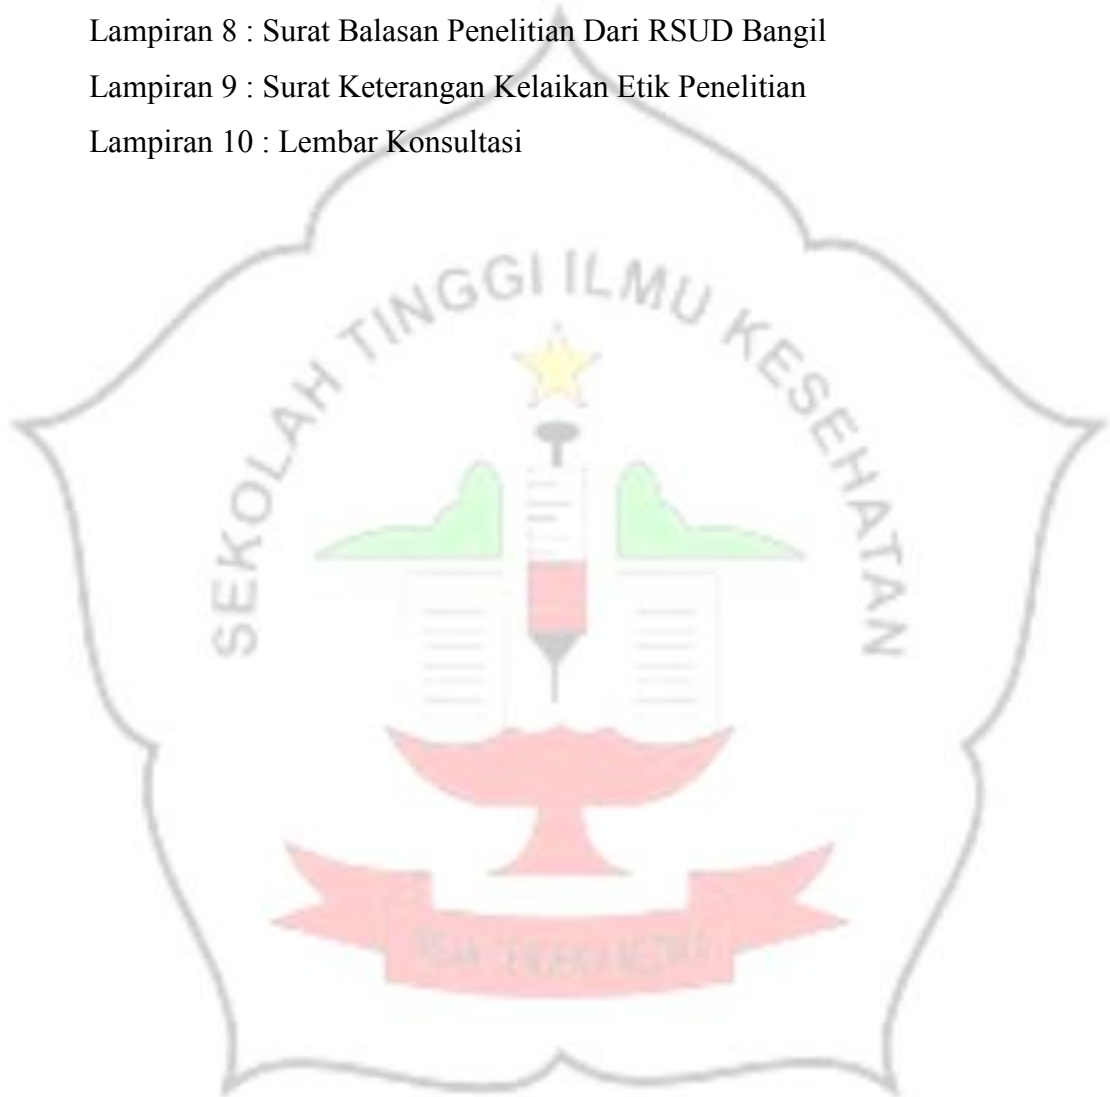 Lampiran 8 : Surat Balasan Penelitian Dari RSUD Bangil
Lampiran 9 : Surat Keterangan Kelaikan Etik Penelitian
Lampiran 10 : Lembar Konsultasi
SEKOLAH TINGGI ILMU KESEHATAN